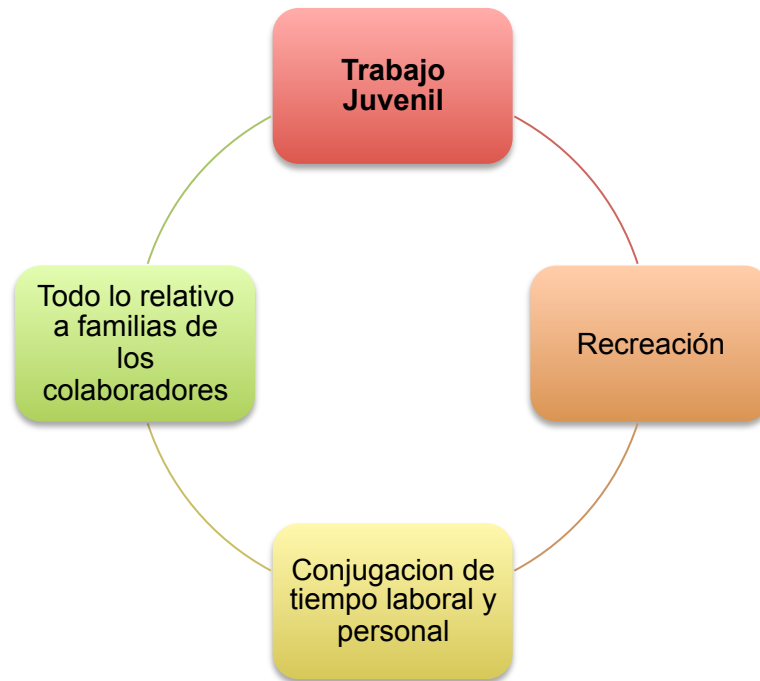 Trabajo
Juvenil
Todo lo relativo
a familias de
los
colaboradores
Recreación
Conjugacion de
tiempo laboral y
personal